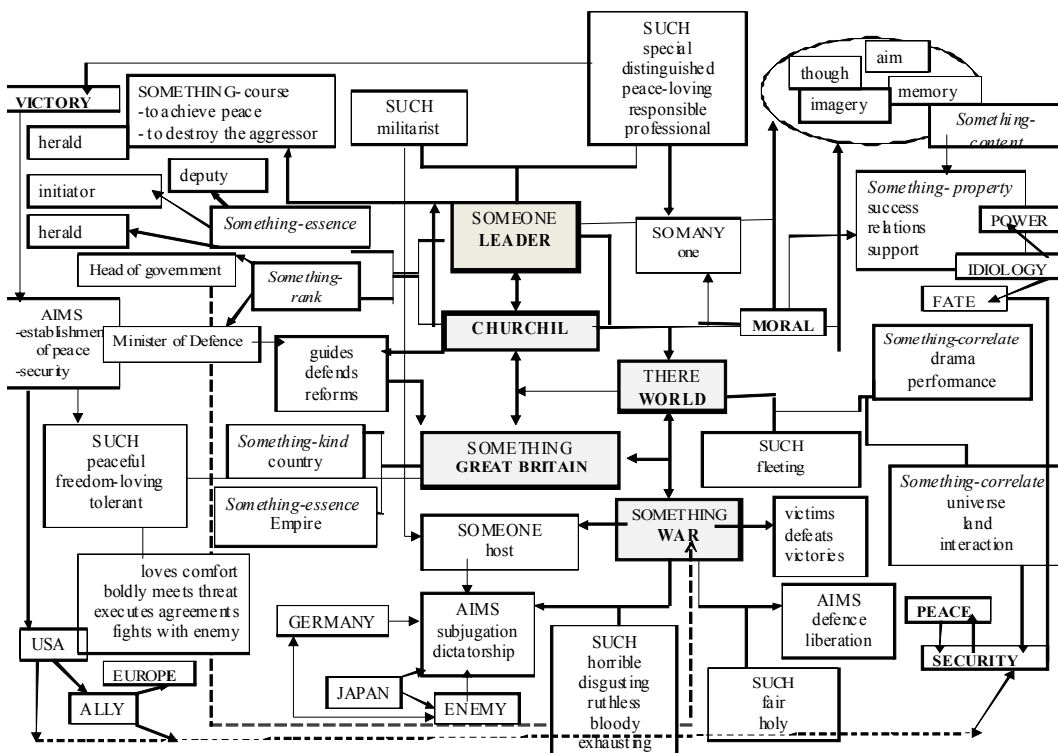 SUCH
special
distinguished
peace-loving
responsible
professional
aim
though
memory
imagery
Something-
content
VICTORY
SOMETHING- course
-to achieve peace
- to destroy the aggressor
SUCH
militarist
herald
deputy
initiator
Something-essence
herald
SOMEONE
LEADER
SOMANY
one
Something- property
success
relations
support
POWER
IDIOLOGY
FATE
Head of government
Something-
rank
AIMS
-establishmen
of peace
-security
Minister of Defence
guides
defends
reforms
CHURCHIL
MORAL
THERE
WORLD
Something-correlate
drama
performance
SUCH
peaceful
freedom-loving
tolerant
Something-kind
country
SOMETHING
GREAT BRITAIN
SUCH
fleeting
Something-essence
Empire
Something-correlate
universe
land
interaction
SOMEONE
host
SOMETHING
WAR
victims
defeats
victories
loves comfort
boldly meets threat
executes agreements
fights with enemy
GERMANY
AIMS
subjugation
dictatorship
AIMS
defence
liberation
PEACE
SECURITY
USA
EUROPE
ALLY
JAPAN
ENEMY
SUCH
horrible
disgusting
ruthless
bloody
exhausting
SUCH
fair
holy